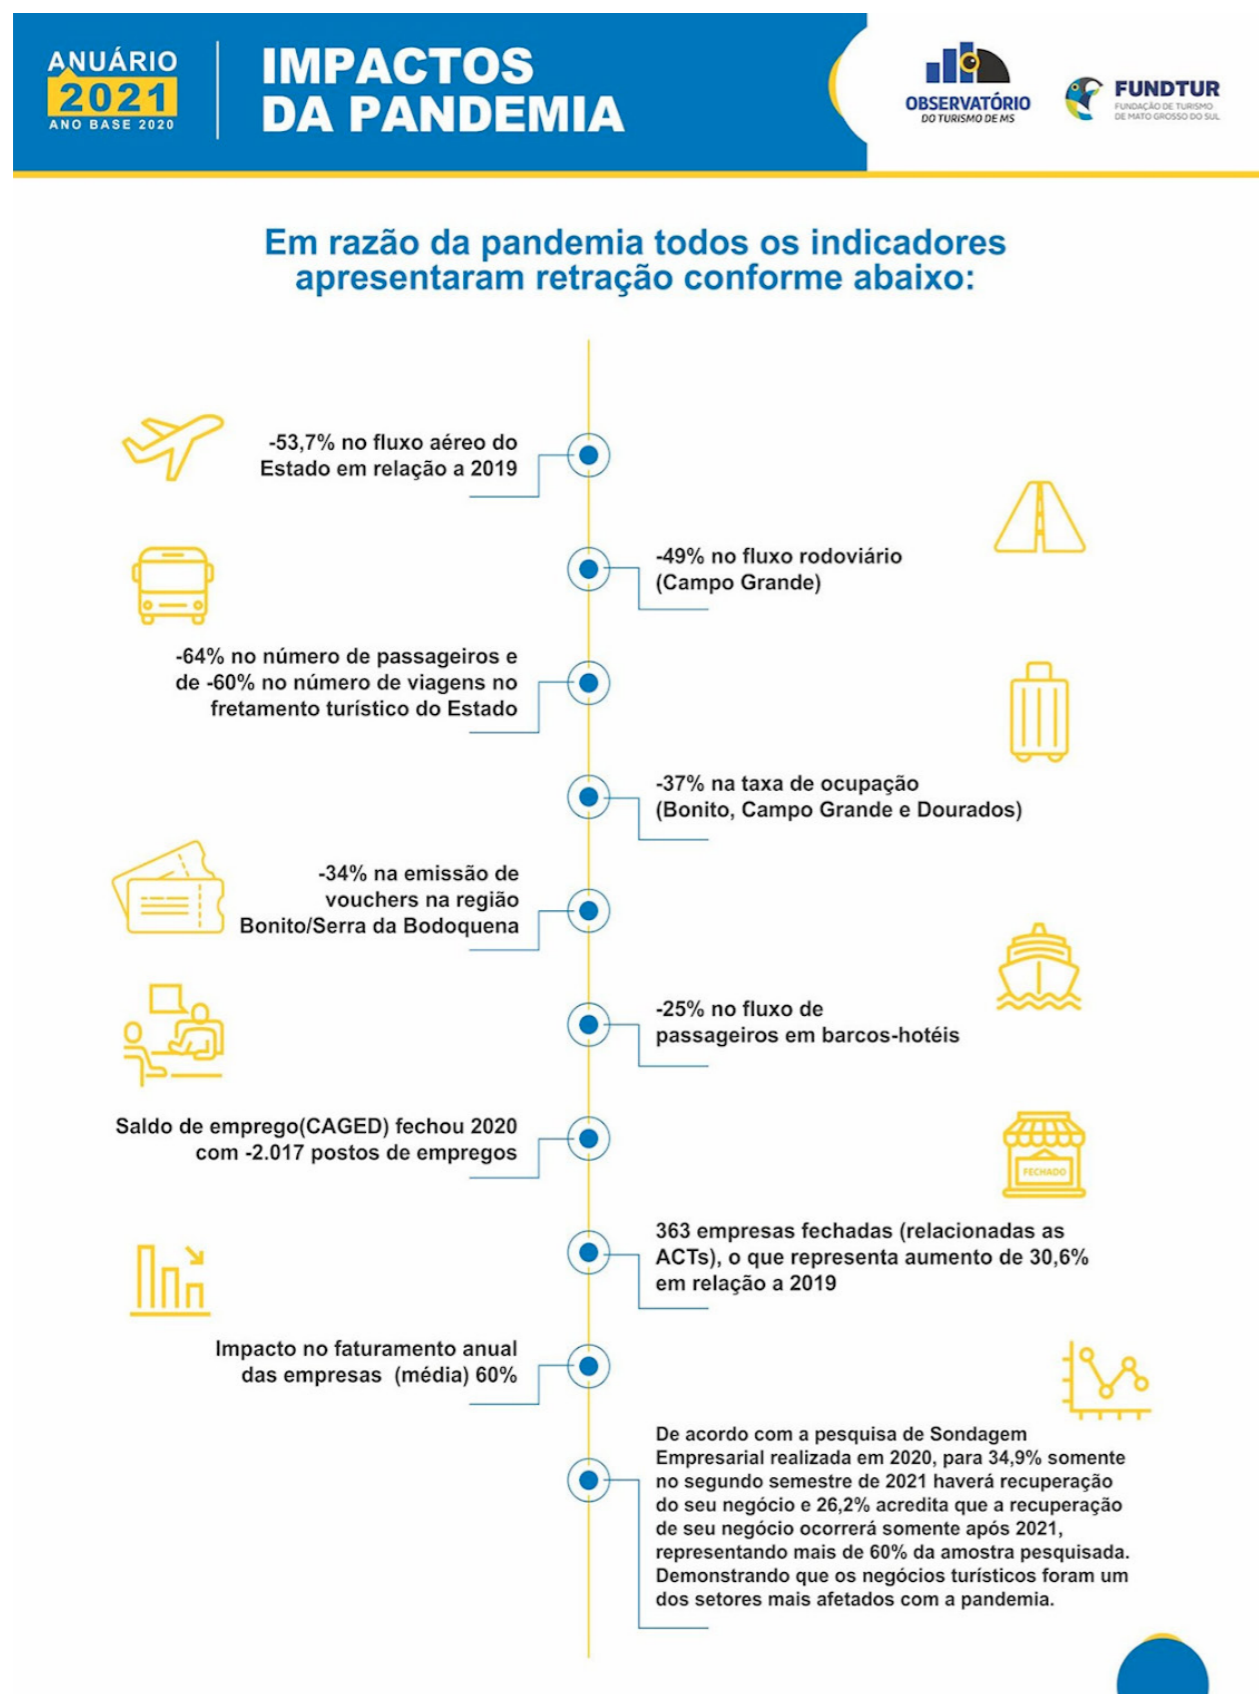 ANUÁRIO
2021
ANO BASE 2020
IMPACTOS
DA PANDEMIA
OBSERVATÓRIO
DO TURISMO DE MS
FUNDTUR
FUNDAÇÃO DE TURISMO
DE MATO GROSSO DO SUL
Em razão da pandemia todos os indicadores
apresentaram retração conforme abaixo:
-53,7% no fluxo aéreo do
Estado em relação a 2019
-49% no fluxo rodoviário
(Campo Grande)
-64% no número de passageiros e
de -60% no número de viagens no
fretamento turístico do Estado
-37% na taxa de ocupação
(Bonito, Campo Grande e Dourados)
-34% na emissão de
vouchers na região
Bonito/Serra da Bodoquena
-25% no fluxo de
passageiros em barcos-hotéis
Saldo de emprego(CAGED) fechou 2020
com -2.017 postos de empregos
FECHADO
363 empresas fechadas (relacionadas as
ACTs), o que representa aumento de 30,6%
em relação a 2019
Impacto no faturamento anual
das empresas (média) 60%
De acordo com a pesquisa de Sondagem
Empresarial realizada em 2020, para 34,9% somente
no segundo semestre de 2021 haverá recuperação
do seu negócio e 26,2% acredita que a recuperação
de seu negócio ocorrerá somente após 2021,
representando mais de 60% da amostra pesquisada.
Demonstrando que os negócios turísticos foram um
dos setores mais afetados com a pandemia.